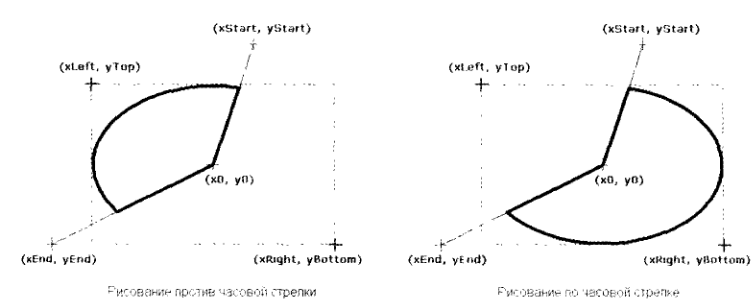 (xStart, yStart)
(xLeft, yTop)
(x0, y0)
(xEnd, yEnd)
(xRight, yBottom)
Рисование против часовой стрелки
(xStart, yStart)
(xLeft, yTop)
(x0, y0)
(xEnd, yEnd)
(xRight, yBottom)
Рисование по часовой стрелке